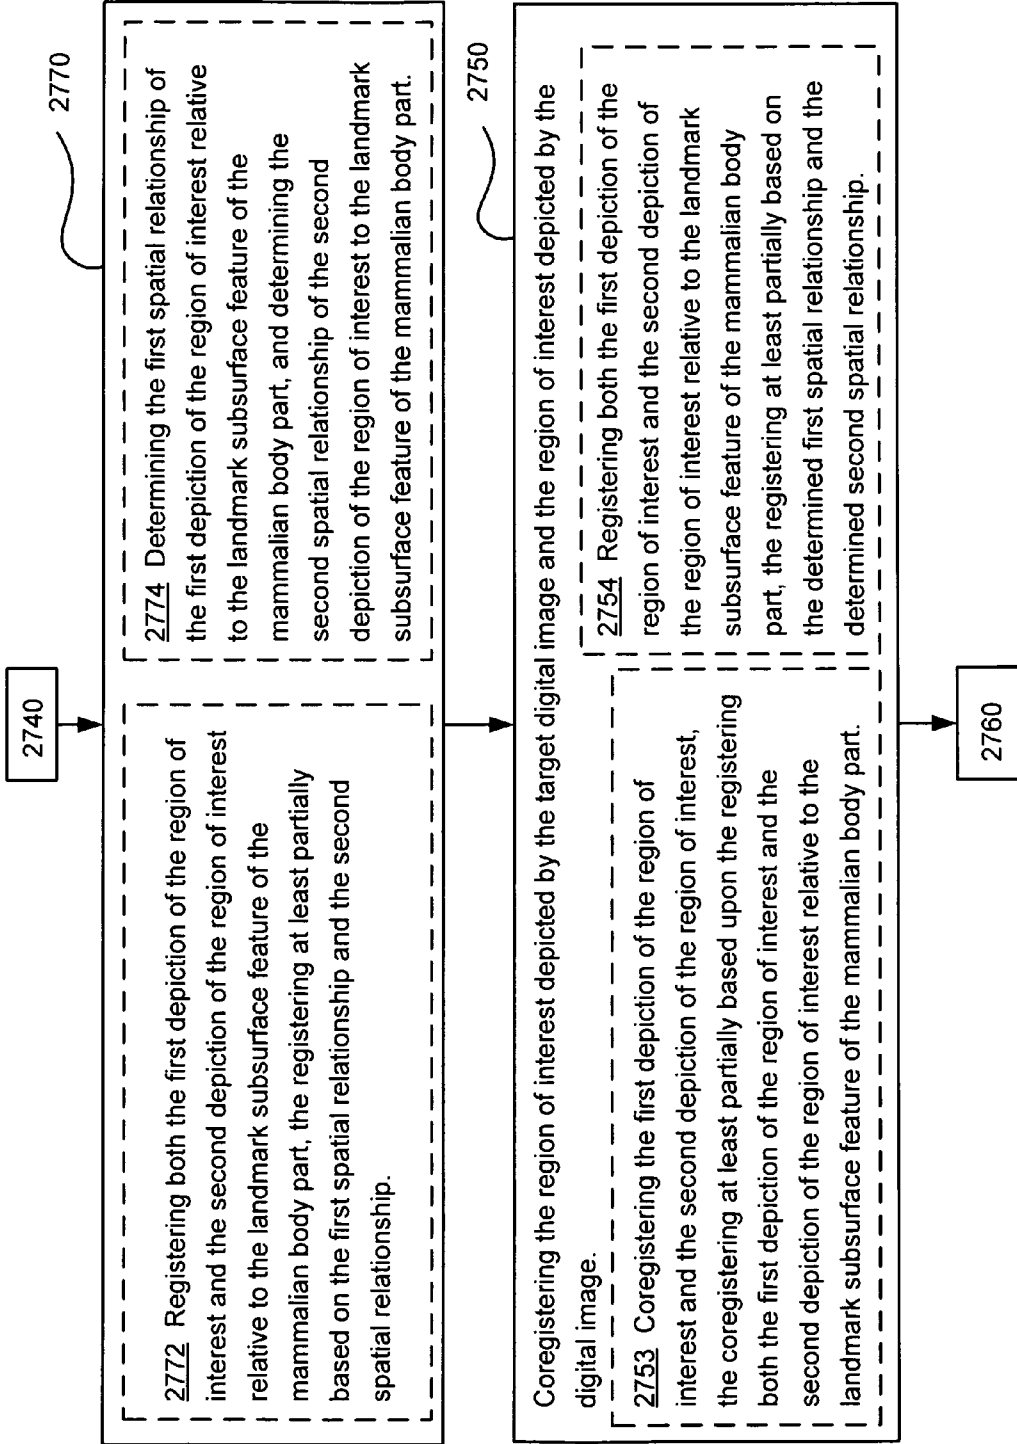 2740
2770
2772 Registering both the first depiction of the region of
interest and the second depiction of the region of interest
relative to the landmark subsurface feature of the
mammalian body part, the registering at least partially
based on the first spatial relationship and the second
spatial relationship.
2774 Determining the first spatial relationship of
the first depiction of the region of interest relative
to the landmark subsurface feature of the
mammalian body part, and determining the
second spatial relationship of the second
depiction of the region of interest to the landmark
subsurface feature of the mammalian body part.
2750
Coregistering the region of interest depicted by the target digital image and the region of interest depicted by the
digital image.
2753 Coregistering the first depiction of the region of
interest and the second depiction of the region of interest,
the coregistering at least partially based upon the registering
both the first depiction of the region of interest and the
second depiction of the region of interest relative to the
landmark subsurface feature of the mammalian body part.
2754 Registering both the first depiction of the
region of interest and the second depiction of
the region of interest relative to the landmark
subsurface feature of the mammalian body
part, the registering at least partially based on
the determined first spatial relationship and the
determined second spatial relationship.
2760